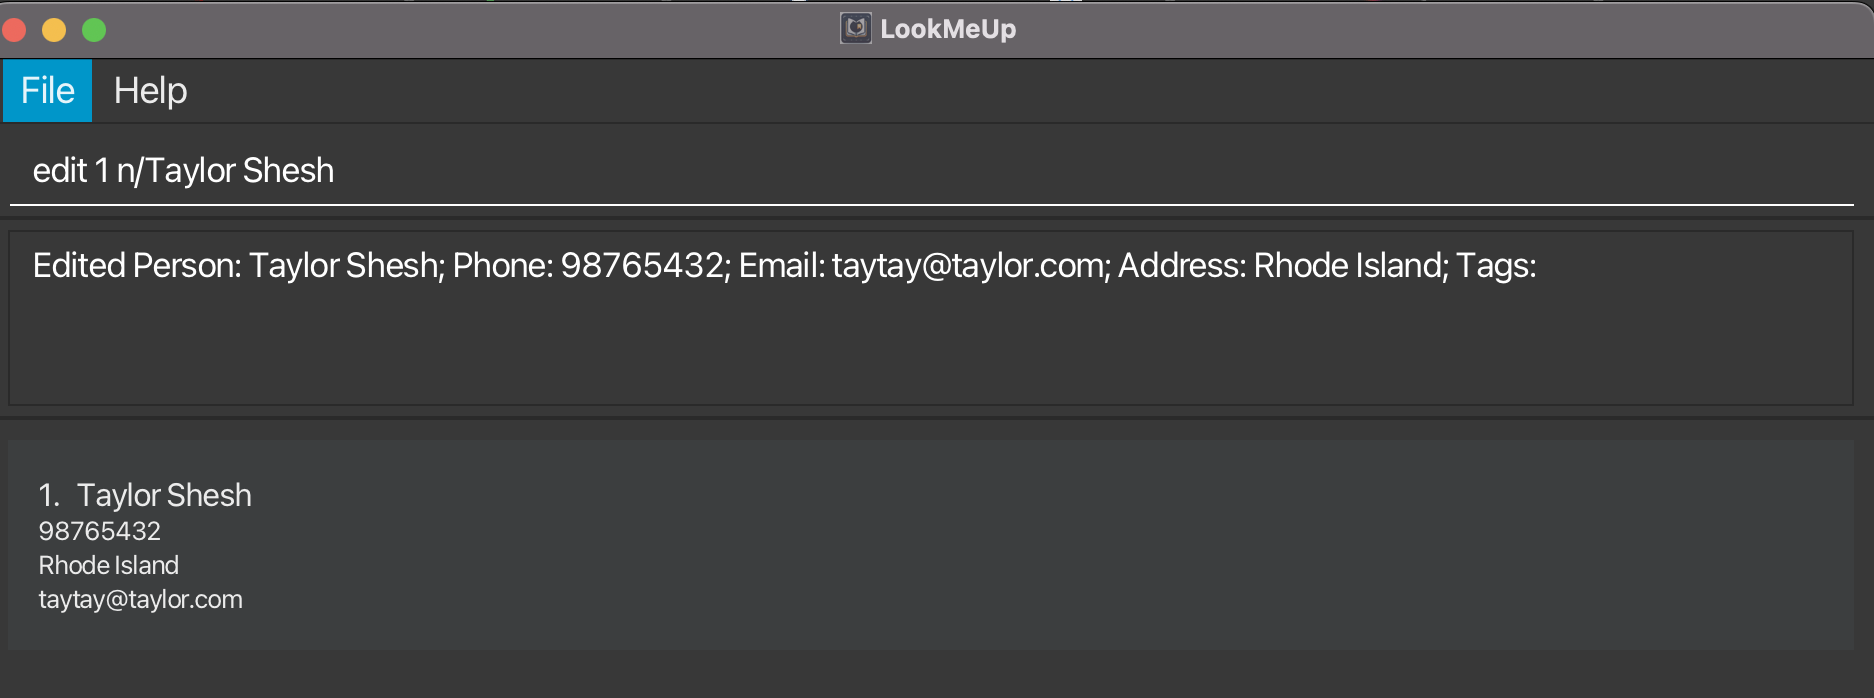 LookMeUp
File Help
edit 1 n/Taylor Shesh
Edited Person: Taylor Shesh; Phone: 98765432; Email: taytay@taylor.com; Address: Rhode Island; Tags:
1. Taylor Shesh
98765432
Rhode Island
taytay@taylor.com